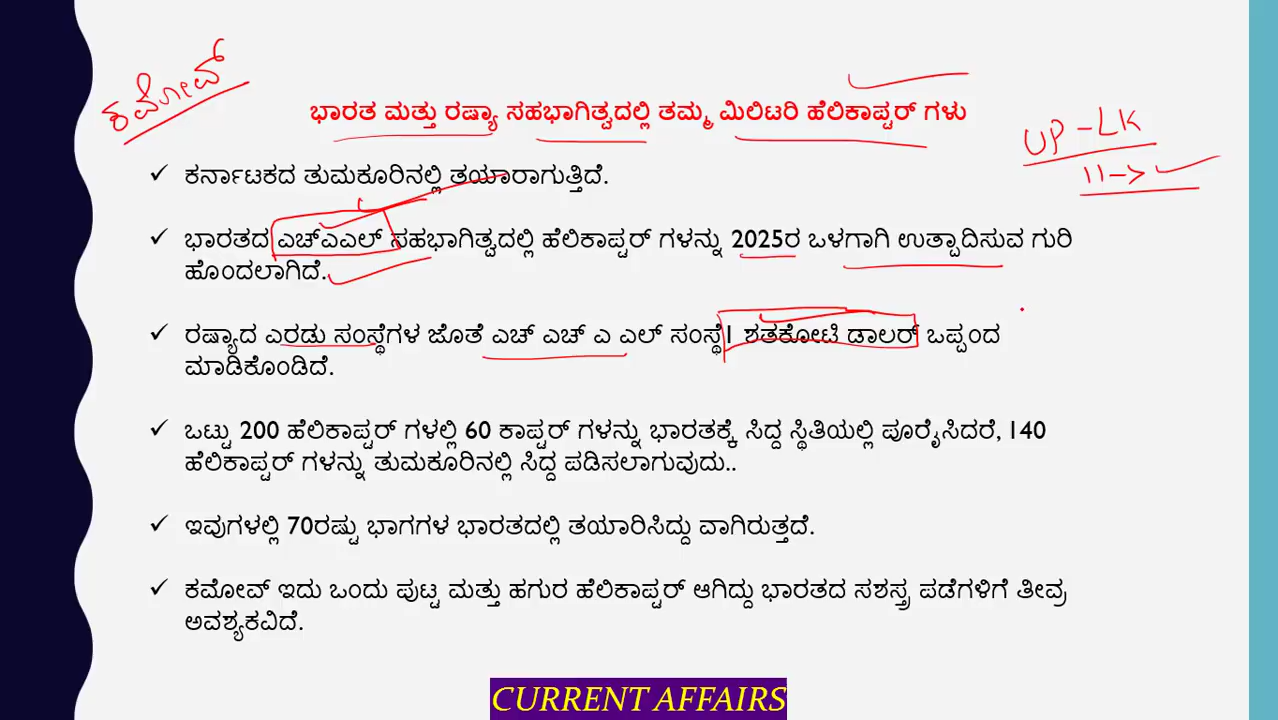 ಕಮೋವ್
ಭಾರತ ಮತ್ತು ರಷ್ಯಾ ಸಹಭಾಗಿತ್ವದಲ್ಲಿ ತಮ್ಮ ಮಿಲಿಟರಿ ಹೆಲಿಕಾಪ್ಟರ್ ಗಳು
UP-LK
11->
✓ ಕರ್ನಾಟಕದ ತುಮಕೂರಿನಲ್ಲಿ ತಯಾರಾಗುತ್ತಿದೆ.
✓ ಭಾರತದ ಎಚ್ಎಎಲ್ ಸಹಭಾಗಿತ್ವದಲ್ಲಿ ಹೆಲಿಕಾಪ್ಟರ್ ಗಳನ್ನು 2025ರ ಒಳಗಾಗಿ ಉತ್ಪಾದಿಸುವ ಗುರಿ
ಹೊಂದಲಾಗಿದೆ.
✓ ರಷ್ಯಾದ ಎರಡು ಸಂಸ್ಥೆಗಳ ಜೊತೆ ಎಚ್ ಎಚ್ ಎ ಎಲ್ ಸಂಸ್ಥೆ1 ಶತಕೋಟಿ ಡಾಲರ್ ಒಪ್ಪಂದ
ಮಾಡಿಕೊಂಡಿದೆ.
✓ ಒಟ್ಟು 200 ಹೆಲಿಕಾಪ್ಟರ್ ಗಳಲ್ಲಿ 60 ಕಾಪ್ಟರ್ ಗಳನ್ನು ಭಾರತಕ್ಕೆ ಸಿದ್ದ ಸ್ಥಿತಿಯಲ್ಲಿ ಪೂರೈಸಿದರೆ, 140
ಹೆಲಿಕಾಪ್ಟರ್ ಗಳನ್ನು ತುಮಕೂರಿನಲ್ಲಿ ಸಿದ್ದ ಪಡಿಸಲಾಗುವುದು..
✓ ಇವುಗಳಲ್ಲಿ 70ರಷ್ಟು ಭಾಗಗಳ ಭಾರತದಲ್ಲಿ ತಯಾರಿಸಿದ್ದು ವಾಗಿರುತ್ತದೆ.
✓ ಕಮೋವ್ ಇದು ಒಂದು ಪುಟ್ಟ ಮತ್ತು ಹಗುರ ಹೆಲಿಕಾಪ್ಟರ್ ಆಗಿದ್ದು ಭಾರತದ ಸಶಸ್ತ್ರ ಪಡೆಗಳಿಗೆ ತೀವ್ರ
ಅವಶ್ಯಕವಿದೆ.
CURRENT AFFAIRS